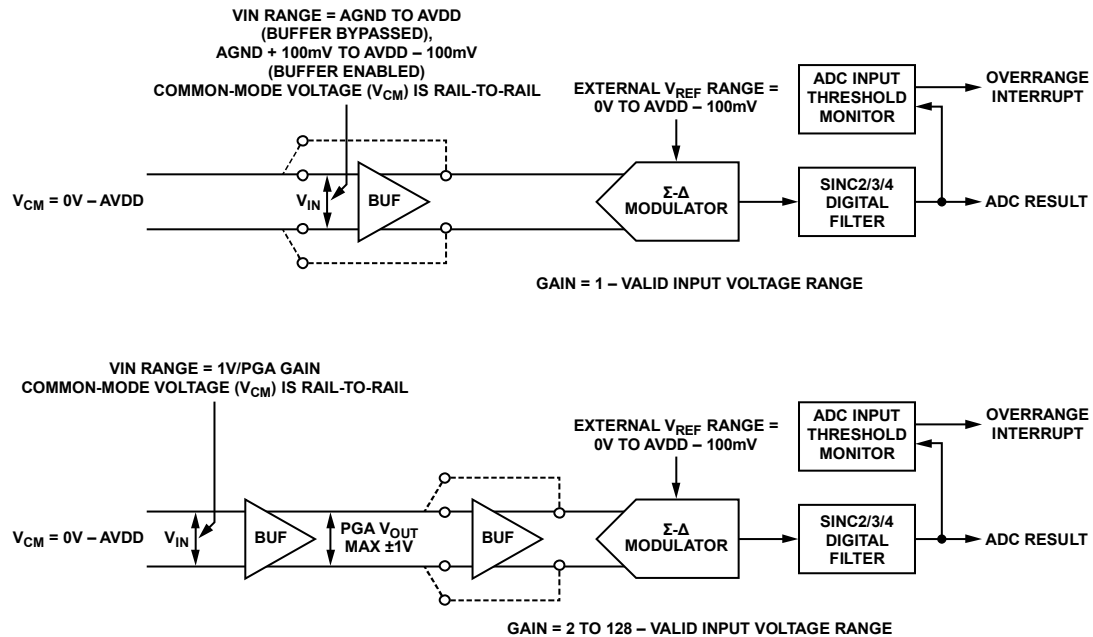 VIN RANGE = AGND TO AVDD
(BUFFER BYPASSED),
AGND + 100mV TO AVDD – 100mV
(BUFFER ENABLED)
COMMON-MODE VOLTAGE (VCM) IS RAIL-TO-RAIL
EXTERNAL VREF RANGE =
0V TO AVDD – 100mV
ADC INPUT
THRESHOLD
MONITOR
OVERRANGE
INTERRUPT
VCM = 0V – AVDD
VIN
BUF
Σ-Δ
MODULATOR
SINC2/3/4
DIGITAL
FILTER
ADC RESULT
GAIN = 1 – VALID INPUT VOLTAGE RANGE
VIN RANGE = 1V/PGA GAIN
COMMON-MODE VOLTAGE (VCM) IS RAIL-TO-RAIL
EXTERNAL VREF RANGE =
0V TO AVDD – 100mV
ADC INPUT
THRESHOLD
MONITOR
OVERRANGE
INTERRUPT
VCM = 0V – AVDD
VIN
BUF
PGA VOUT
MAX ±1V
BUF
Σ-Δ
MODULATOR
SINC2/3/4
DIGITAL
FILTER
ADC RESULT
GAIN = 2 TO 128 – VALID INPUT VOLTAGE RANGE